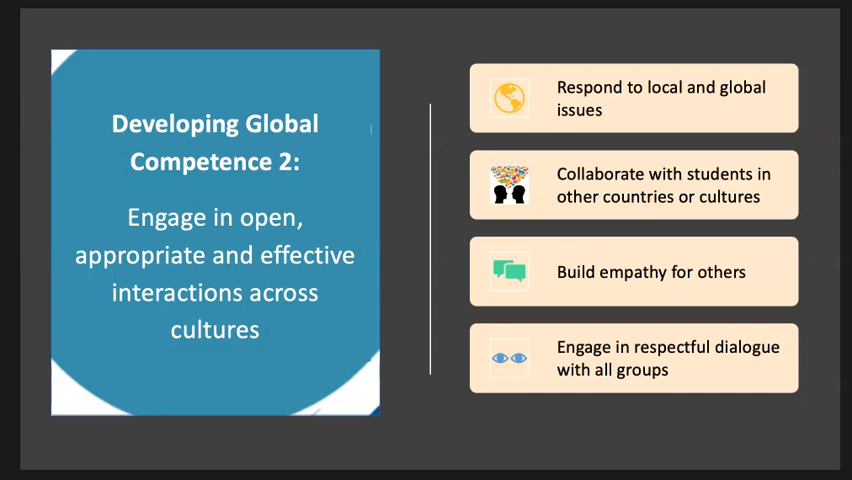 Developing Global
Competence 2:
Engage in open,
appropriate and effective
interactions across
cultures
Respond to local and global
issues
Collaborate with students in
other countries or cultures
Build empathy for others
Engage in respectful dialogue
with all groups